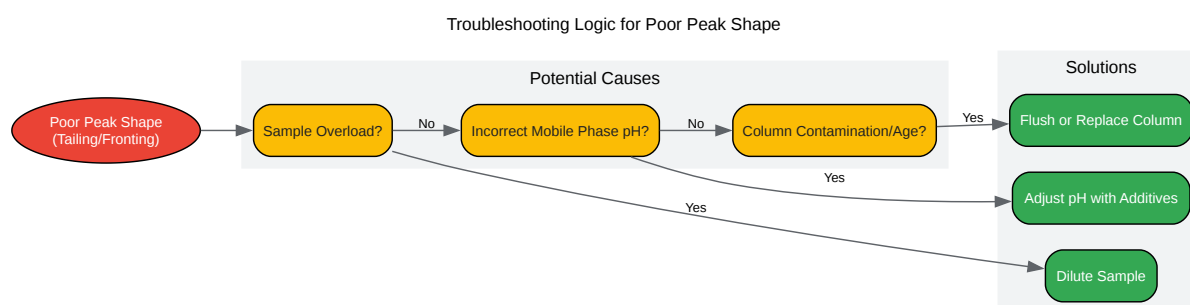 Troubleshooting Logic for Poor Peak Shape
Potential Causes
Solutions
Poor Peak Shape
(Tailing/Fronting)
Sample Overload?
No
Incorrect Mobile Phase pH?
No
Column Contamination/Age?
Yes
Flush or Replace Column
Yes
Adjust pH with Additives
Yes
Dilute Sample